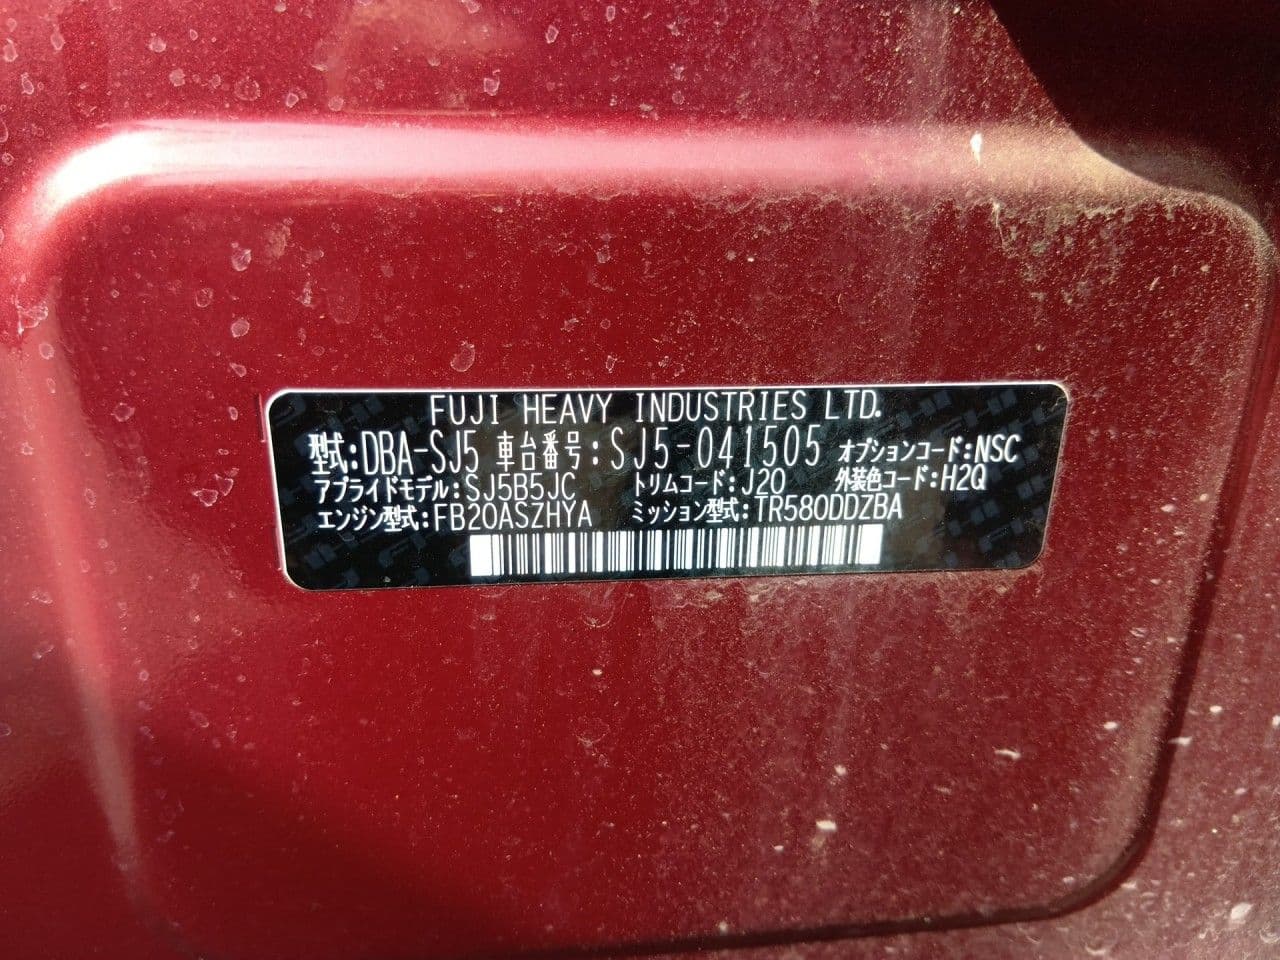 FUJI HEAVY INDUSTRIES LTD.
型式:DBA-SJ5 車台番号:SJ5-041505 オプションコード:NSC
アプライドモデル:SJ5B5JC トリムコード:J20 外装色コード:H2Q
エンジン型式:FB20ASZHYA ミッション型式:TR580DDZBA